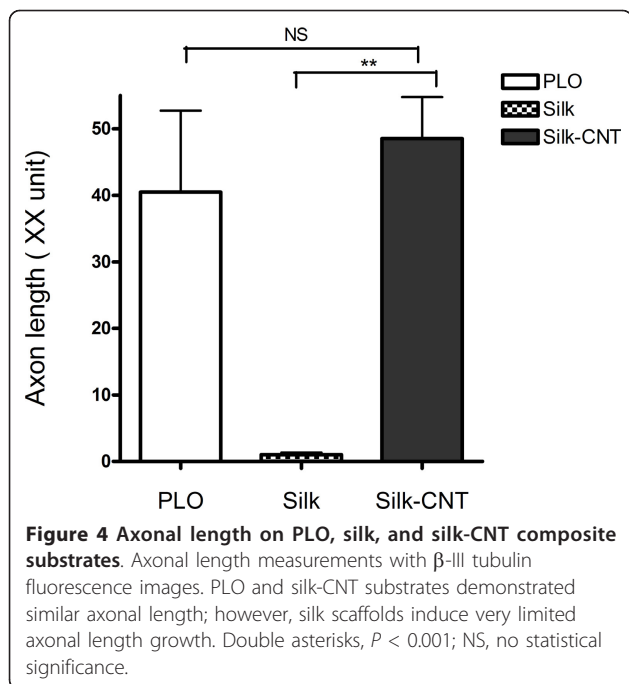 NS
**
PLO
Silk
Silk-CNT
Axon length ( XX unit)
50
40
30
20
10
0
PLO Silk Silk-CNT
Figure 4 Axonal length on PLO, silk, and silk-CNT composite
substrates. Axonal length measurements with β-III tubulin
fluorescence images. PLO and silk-CNT substrates demonstrated
similar axonal length; however, silk scaffolds induce very limited
axonal length growth. Double asterisks, P < 0.001; NS, no statistical
significance.